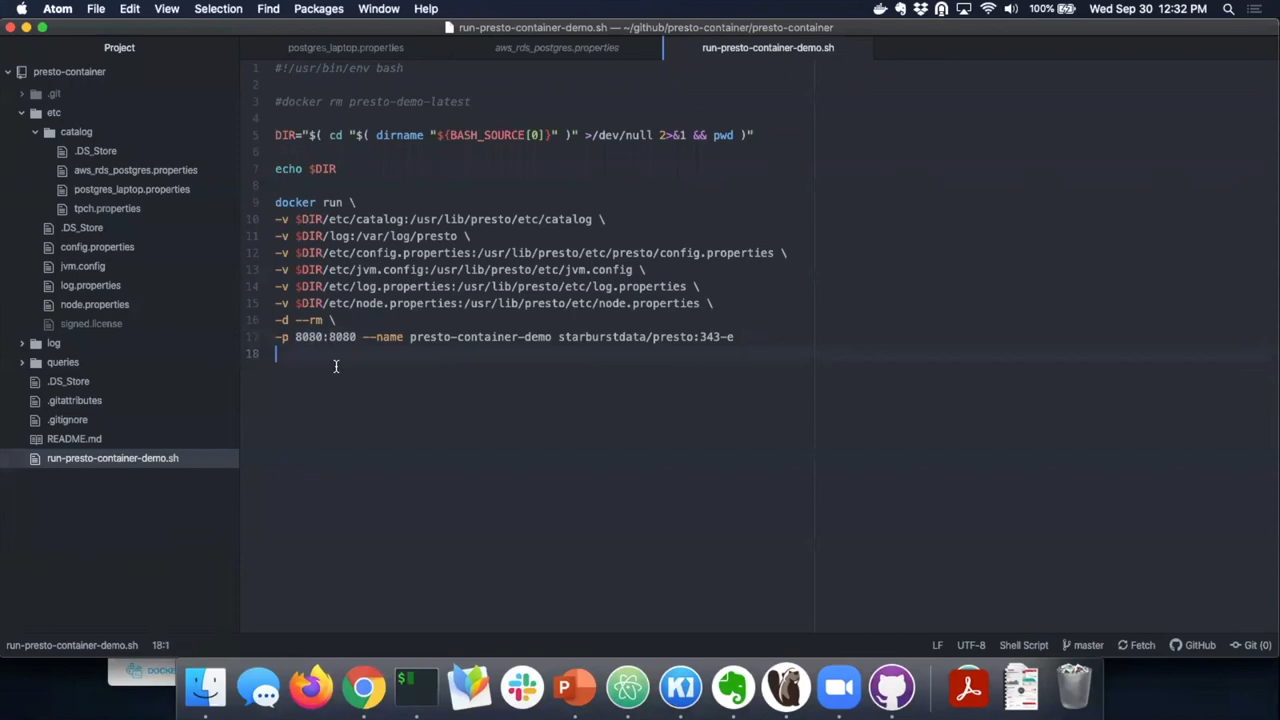 Atom File Edit View Selection Find Packages Window Help 100% Wed Sep 30 12:32 PM
run-presto-container-demo.sh — ~/github/presto-container/presto-container
Project
postgres_laptop.properties
aws_rds_postgres.properties
run-presto-container-demo.sh
presto-container
.git
etc
catalog
.DS_Store
aws_rds_postgres.properties
postgres_laptop.properties
tpch.properties
.DS_Store
config.properties
jvm.config
log.properties
node.properties
signed.license
log
queries
.DS_Store
.gitattributes
.gitignore
README.md
run-presto-container-demo.sh
1 #!/usr/bin/env bash
2
3 #docker rm presto-demo-latest
4
5 DIR="$( cd "$( dirname "${BASH_SOURCE[0]}" )" >/dev/null 2>&1 && pwd )"
6
7 echo $DIR
8
9 docker run \
10 -v $DIR/etc/catalog:/usr/lib/presto/etc/catalog \
11 -v $DIR/log:/var/log/presto \
12 -v $DIR/etc/config.properties:/usr/lib/presto/etc/presto/config.properties \
13 -v $DIR/etc/jvm.config:/usr/lib/presto/etc/jvm.config \
14 -v $DIR/etc/log.properties:/usr/lib/presto/etc/log.properties \
15 -v $DIR/etc/node.properties:/usr/lib/presto/etc/node.properties \
16 -d --rm \
17 -p 8080:8080 --name presto-container-demo starburstdata/presto:343-e
18
run-presto-container-demo.sh 18:1 LF UTF-8 Shell Script master Fetch GitHub Git (0)
DOCKE
$
P
K1